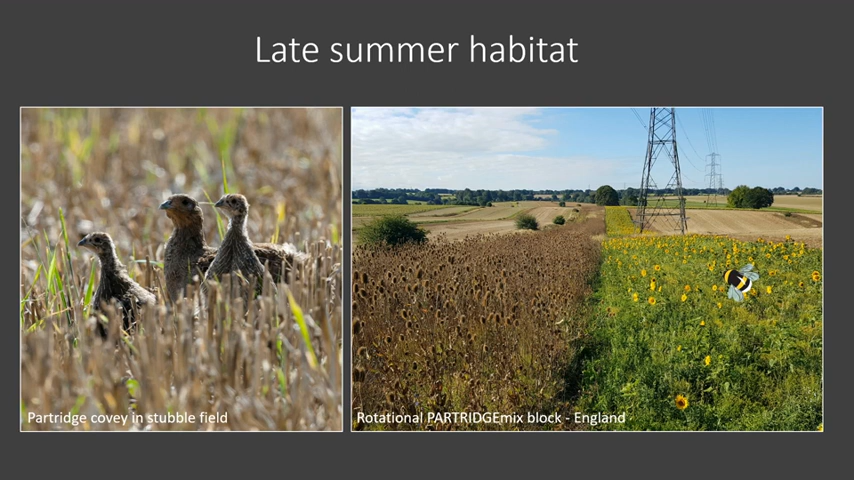 Late summer habitat
Partridge covey in stubble field
Rotational PARTRIDGEmix block - England